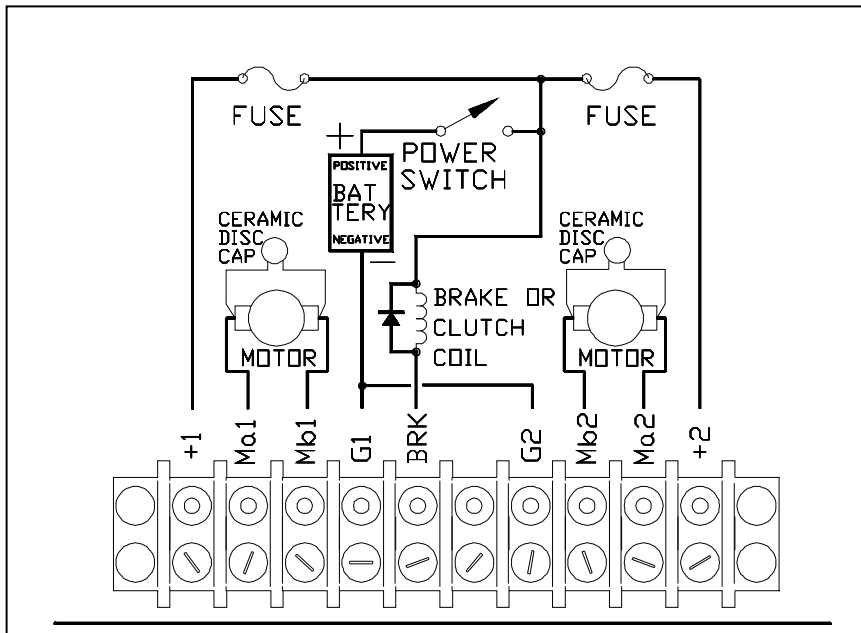 FUSE
FUSE
+
POSITIVE
BAT
TERY
NEGATIVE
−
POWER
SWITCH
CERAMIC
DISC
CAP
MOTOR
BRAKE OR
CLUTCH
COIL
CERAMIC
DISC
CAP
MOTOR
+1
Ma1
Mb1
G1
BRK
G2
Mb2
Ma2
+2